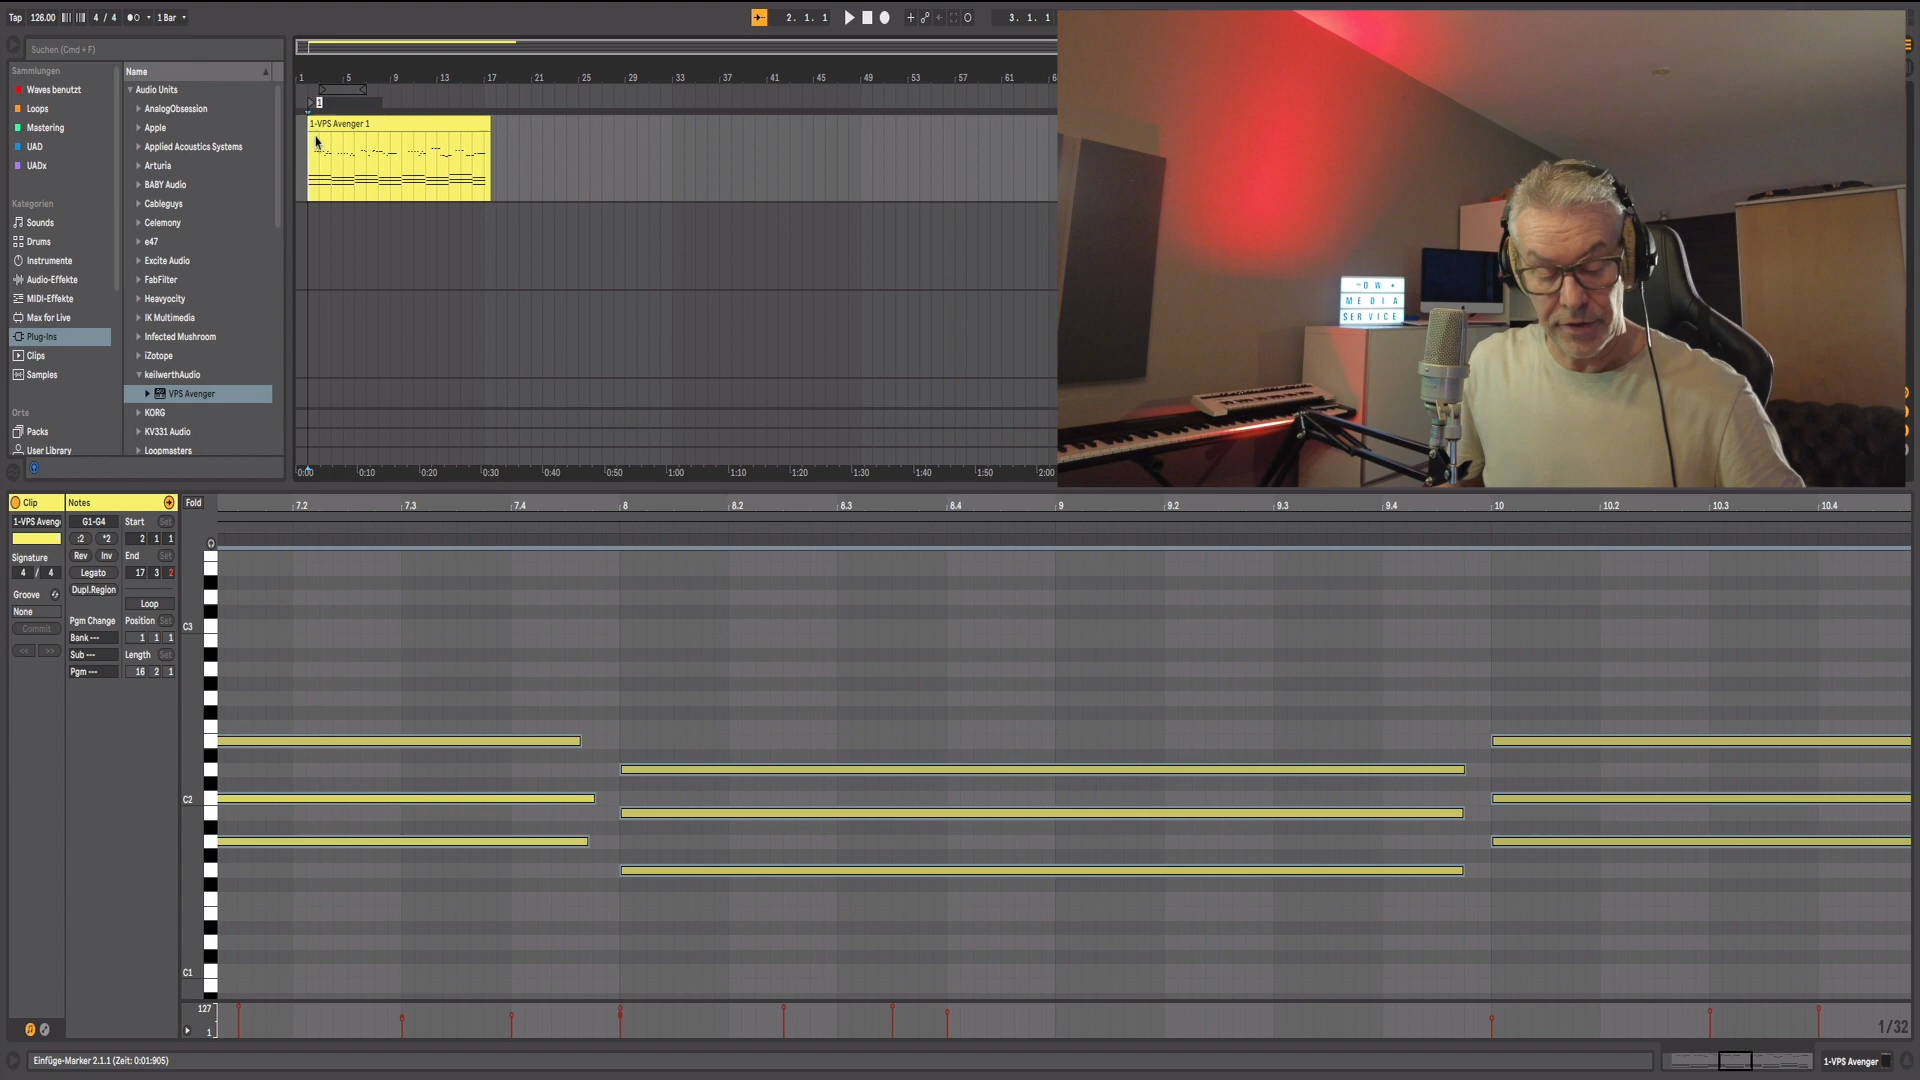 Tap 126.00 4 / 4 1 Bar 2. 1. 1 3. 1. 1
Suchen (Cmd + F)
Sammlungen
Waves benutzt
Loops
Mastering
UAD
UADx
Kategorien
Sounds
Drums
Instrumente
Audio-Effekte
MIDI-Effekte
Max for Live
Plug-Ins
Clips
Samples
Orte
Packs
User Library
Name
Audio Units
AnalogObsession
Apple
Applied Acoustics Systems
Arturia
BABY Audio
Cableguys
Celemony
e47
Excite Audio
FabFilter
Heavyocity
IK Multimedia
Infected Mushroom
iZotope
keilwerthAudio
VPS Avenger
KORG
KV331 Audio
Loopmasters
1 5 9 13 17 21 25 29 33 37 41 45 49 53 57 61
1
1-VPS Avenger 1
0:00 0:10 0:20 0:30 0:40 0:50 1:00 1:10 1:20 1:30 1:40 1:50 2:00
OW
MEDIA
SERVICE
Clip
1-VPS Aveng
Signature
4 / 4
Groove
None
Commit
<< >>
Notes
G1-G4
:2 *2
Rev Inv
Legato
Dupl.Region
Pgm Change
Bank ---
Sub ---
Pgm ---
Start Set
2 1 1
End Set
17 3 2
Loop
Position Set
1 1 1
Length Set
16 2 1
Fold
7.2 7.3 7.4 8 8.2 8.3 8.4 9 9.2 9.3 9.4 10 10.2 10.3 10.4
C3
C2
C1
127
1
1/32
Einfüge-Marker 2.1.1 (Zeit: 0:01:905)
1-VPS Avenger